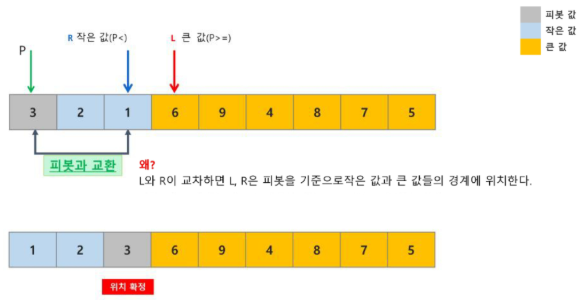 피봇 값
작은 값
큰 값
P
R 작은 값(P<)
L 큰 값(P>=)
3 2 1 6 9 4 8 7 5
피봇과 교환
왜?
L와 R이 교차하면 L, R은 피봇을 기준으로작은 값과 큰 값들의 경계에 위치한다.
1 2 3 6 9 4 8 7 5
위치 확정